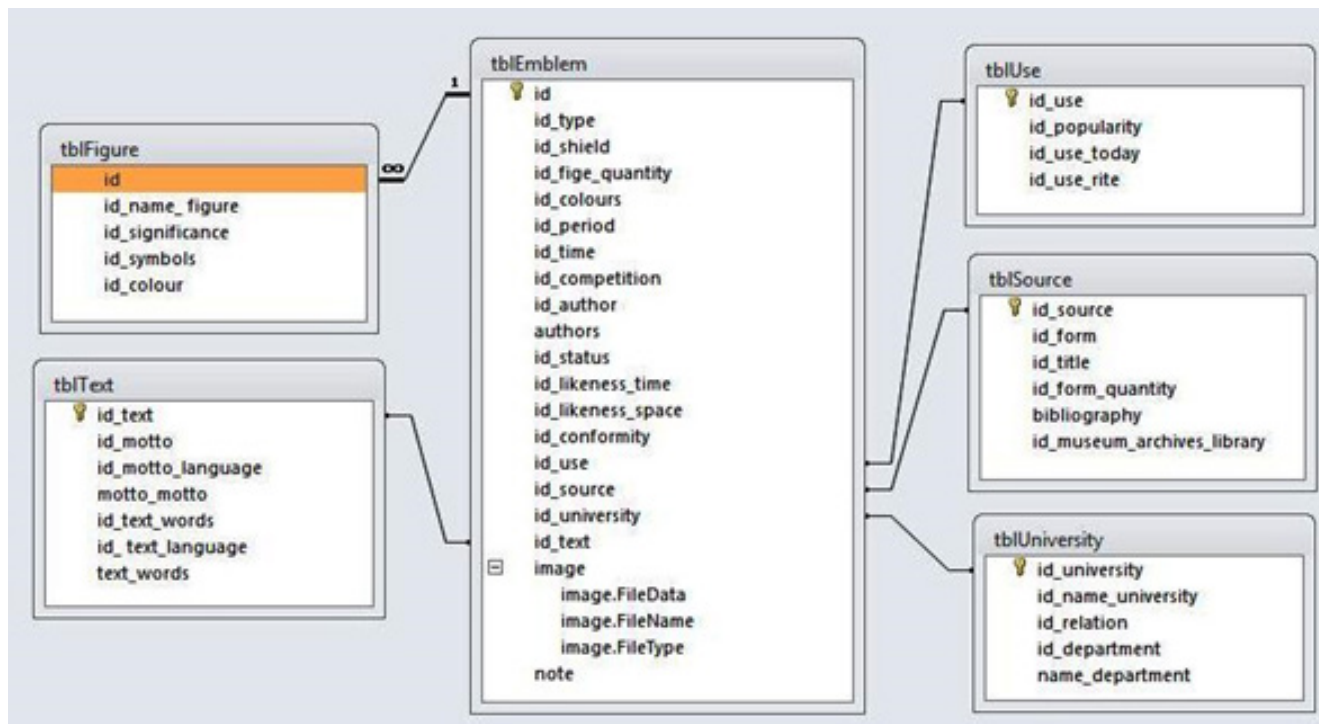 tblFigure
id
id_name_ figure
id_significance
id_symbols
id_colour
tblText
id_text
id_motto
id_motto_language
motto_motto
id_text_words
id_ text_language
text_words
1
∞
tblEmblem
id
id_type
id_shield
id_fige_quantity
id_colours
id_period
id_time
id_competition
id_author
authors
id_status
id_likeness_time
id_likeness_space
id_conformity
id_use
id_source
id_university
id_text
image
image.FileData
image.FileName
image.FileType
note
tblUse
id_use
id_popularity
id_use_today
id_use_rite
tblSource
id_source
id_form
id_title
id_form_quantity
bibliography
id_museum_archives_library
tblUniversity
id_university
id_name_university
id_relation
id_department
name_department